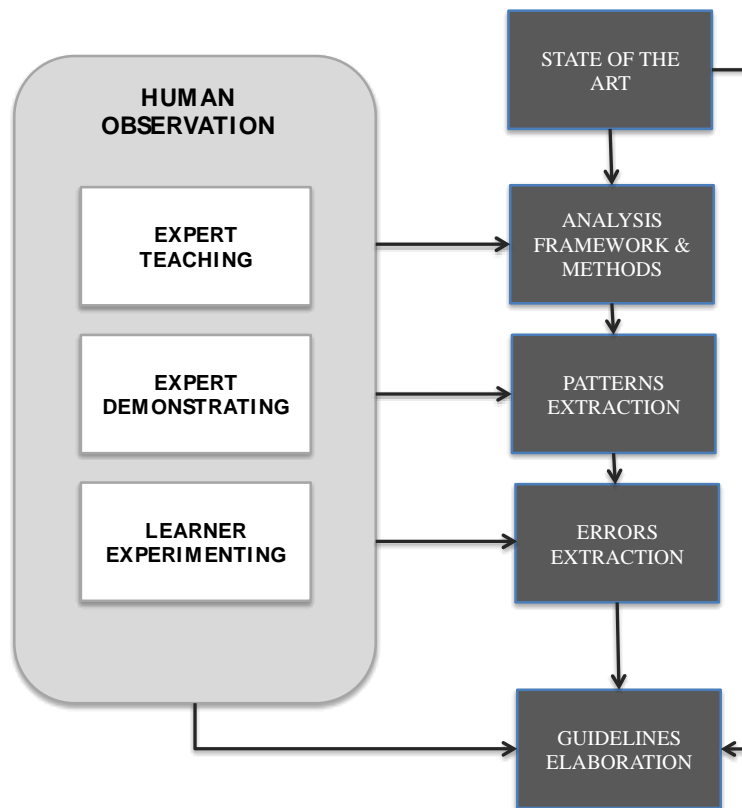 HUMAN
OBSERVATION
EXPERT
TEACHING
EXPERT
DEMONSTRATING
LEARNER
EXPERIMENTING
STATE OF THE
ART
ANALYSIS
FRAMEWORK &
METHODS
PATTERNS
EXTRACTION
ERRORS
EXTRACTION
GUIDELINES
ELABORATION